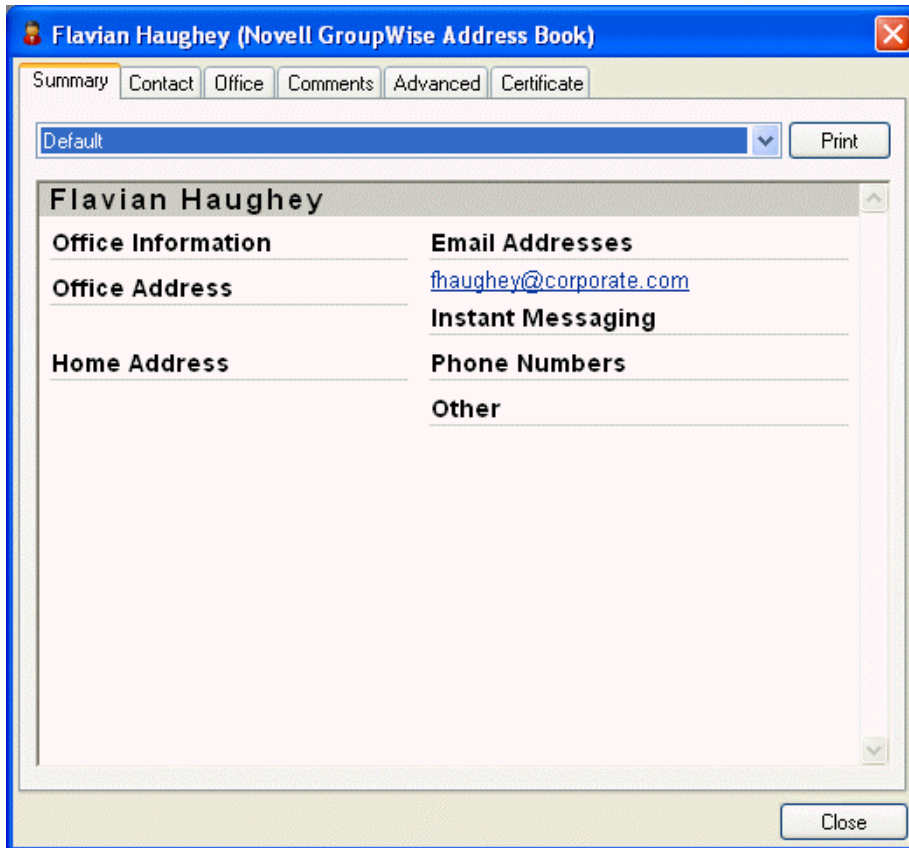 Flavian Haughey (Novell GroupWise Address Book)
Summary Contact Office Comments Advanced Certificate
Default Print
Flavian Haughey
Office Information
Office Address
Home Address
Email Addresses
fhaughey@corporate.com
Instant Messaging
Phone Numbers
Other
Close